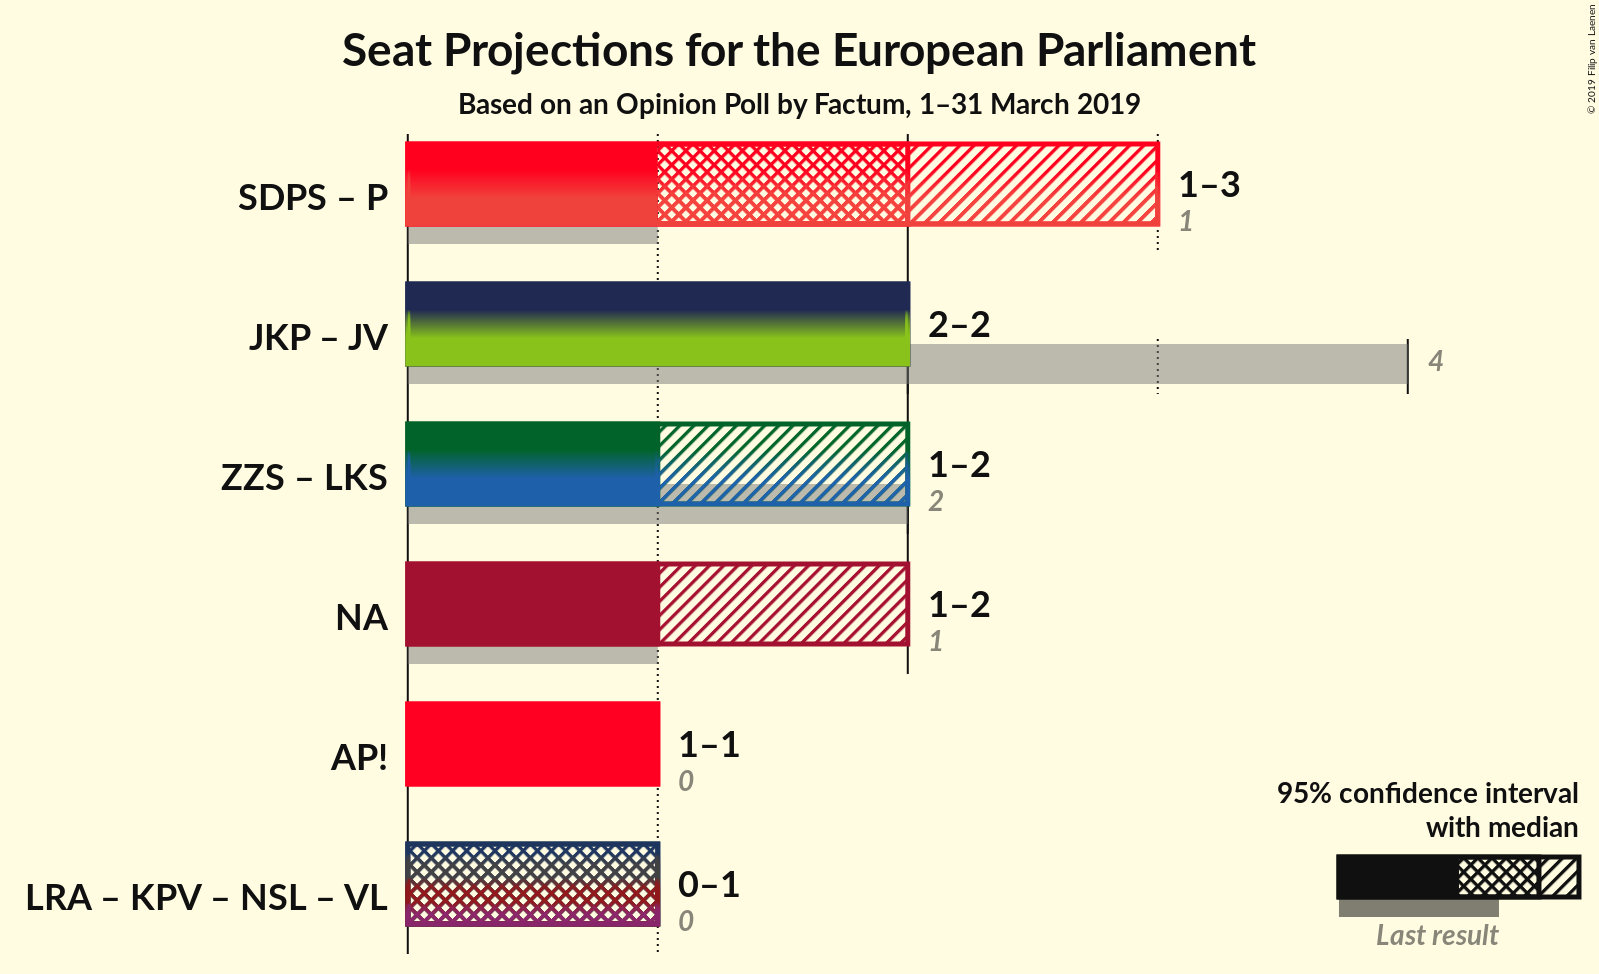 Seat Projections for the European Parliament
Based on an Opinion Poll by Factum, 1–31 March 2019
© 2019 Filip van Laenen
SDPS – P
1–3
1
JKP – JV
2–2
4
ZZS – LKS
1–2
2
NA
1–2
1
AP!
1–1
0
LRA – KPV – NSL – VL
0–1
0
95% confidence interval
with median
Last result